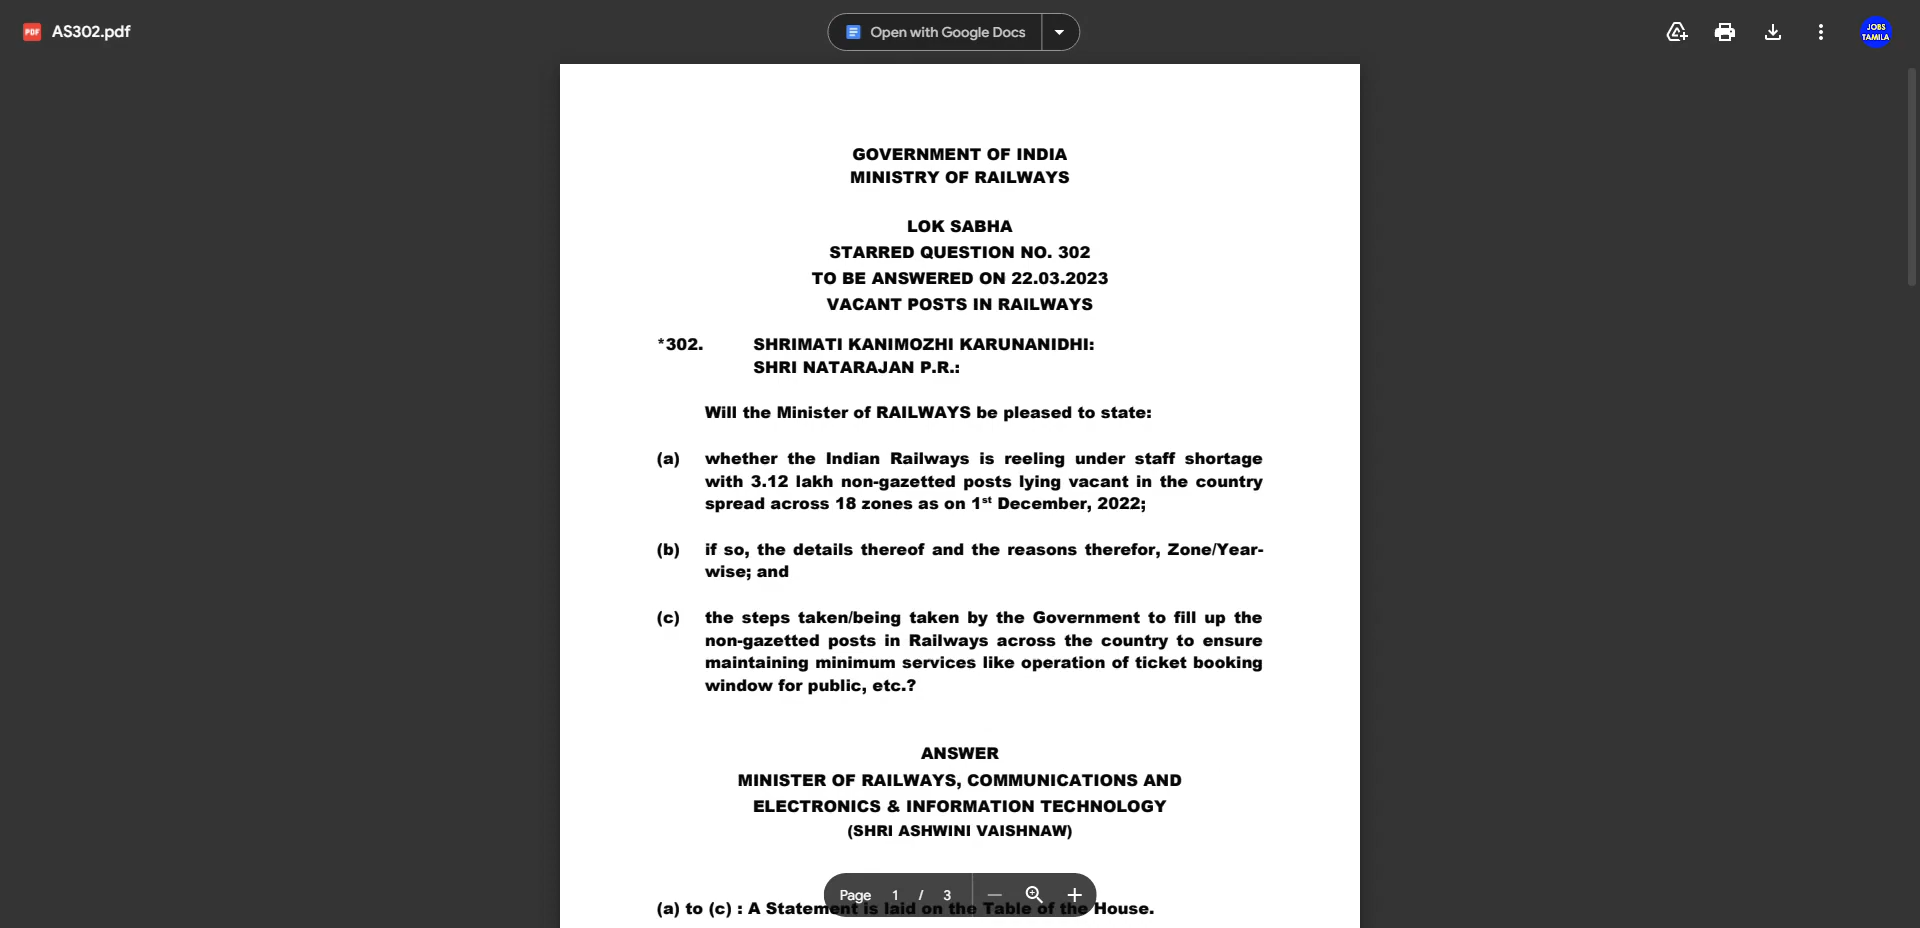 PDF AS302.pdf
Open with Google Docs
JOBS
TAMILA
GOVERNMENT OF INDIA
MINISTRY OF RAILWAYS
LOK SABHA
STARRED QUESTION NO. 302
TO BE ANSWERED ON 22.03.2023
VACANT POSTS IN RAILWAYS
*302. SHRIMATI KANIMOZHI KARUNANIDHI:
SHRI NATARAJAN P.R.:
Will the Minister of RAILWAYS be pleased to state:
(a) whether the Indian Railways is reeling under staff shortage
with 3.12 lakh non-gazetted posts lying vacant in the country
spread across 18 zones as on 1st December, 2022;
(b) if so, the details thereof and the reasons therefor, Zone/Year-
wise; and
(c) the steps taken/being taken by the Government to fill up the
non-gazetted posts in Railways across the country to ensure
maintaining minimum services like operation of ticket booking
window for public, etc.?
ANSWER
MINISTER OF RAILWAYS, COMMUNICATIONS AND
ELECTRONICS & INFORMATION TECHNOLOGY
(SHRI ASHWINI VAISHNAW)
Page 1 / 3
(a) to (c) : A Statement is laid on the Table of the House.